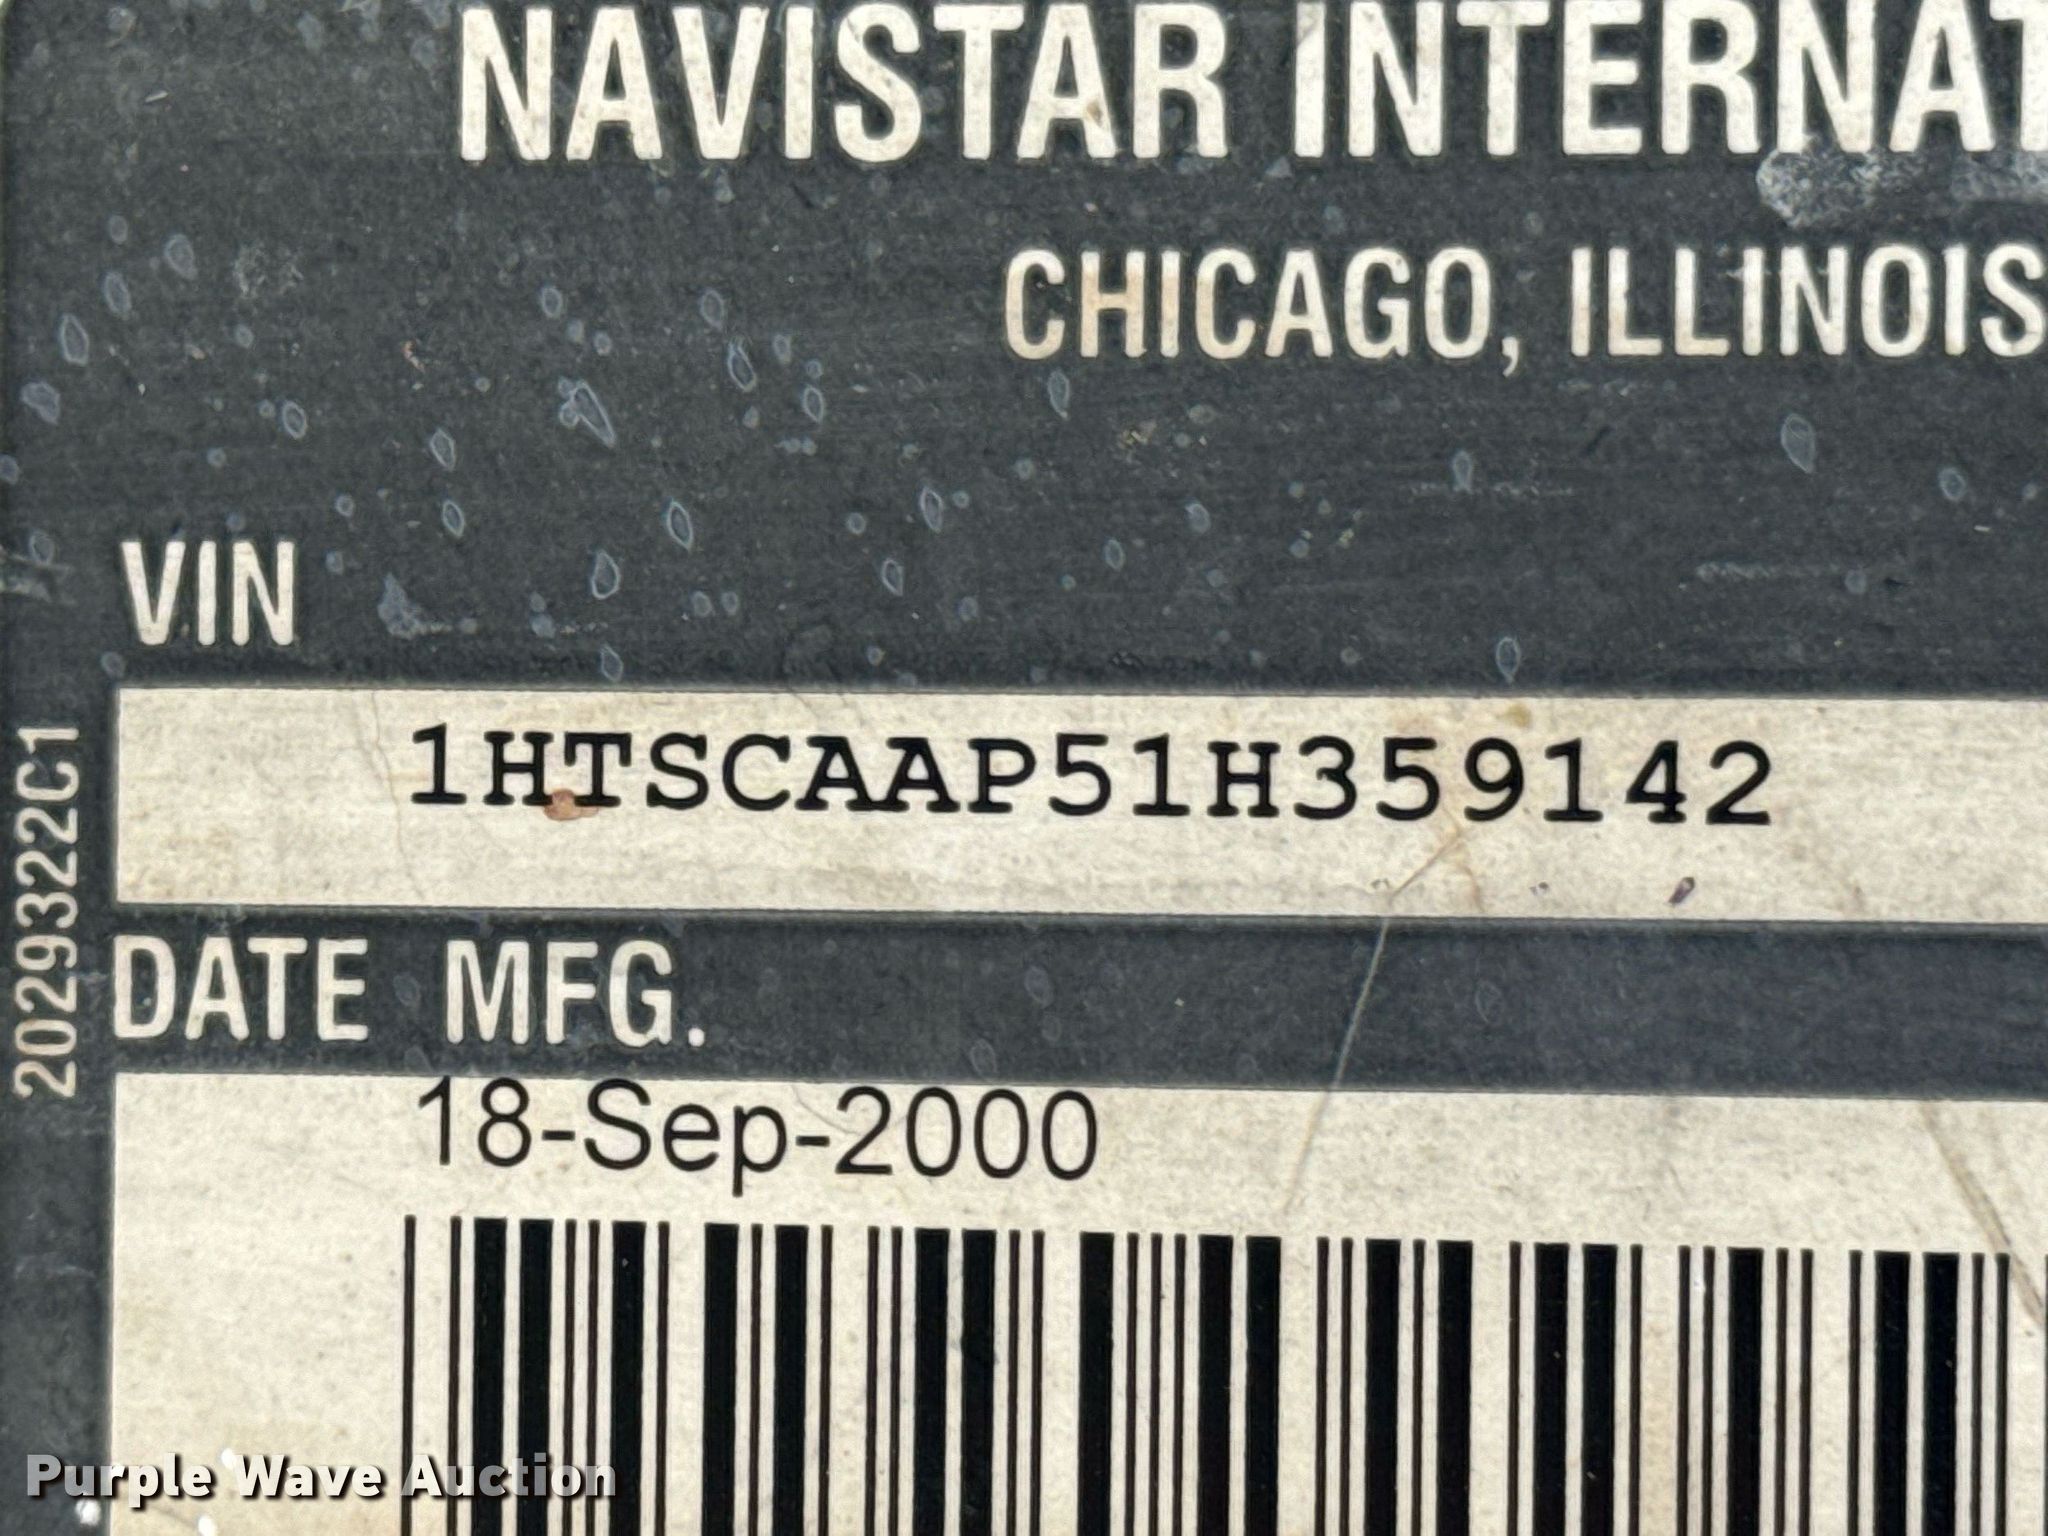 NAVISTAR INTERNAT
CHICAGO, ILLINOIS
VIN
1HTSCAAP51H359142
DATE MFG.
18-Sep-2000
2029322C1
Purple Wave Auction